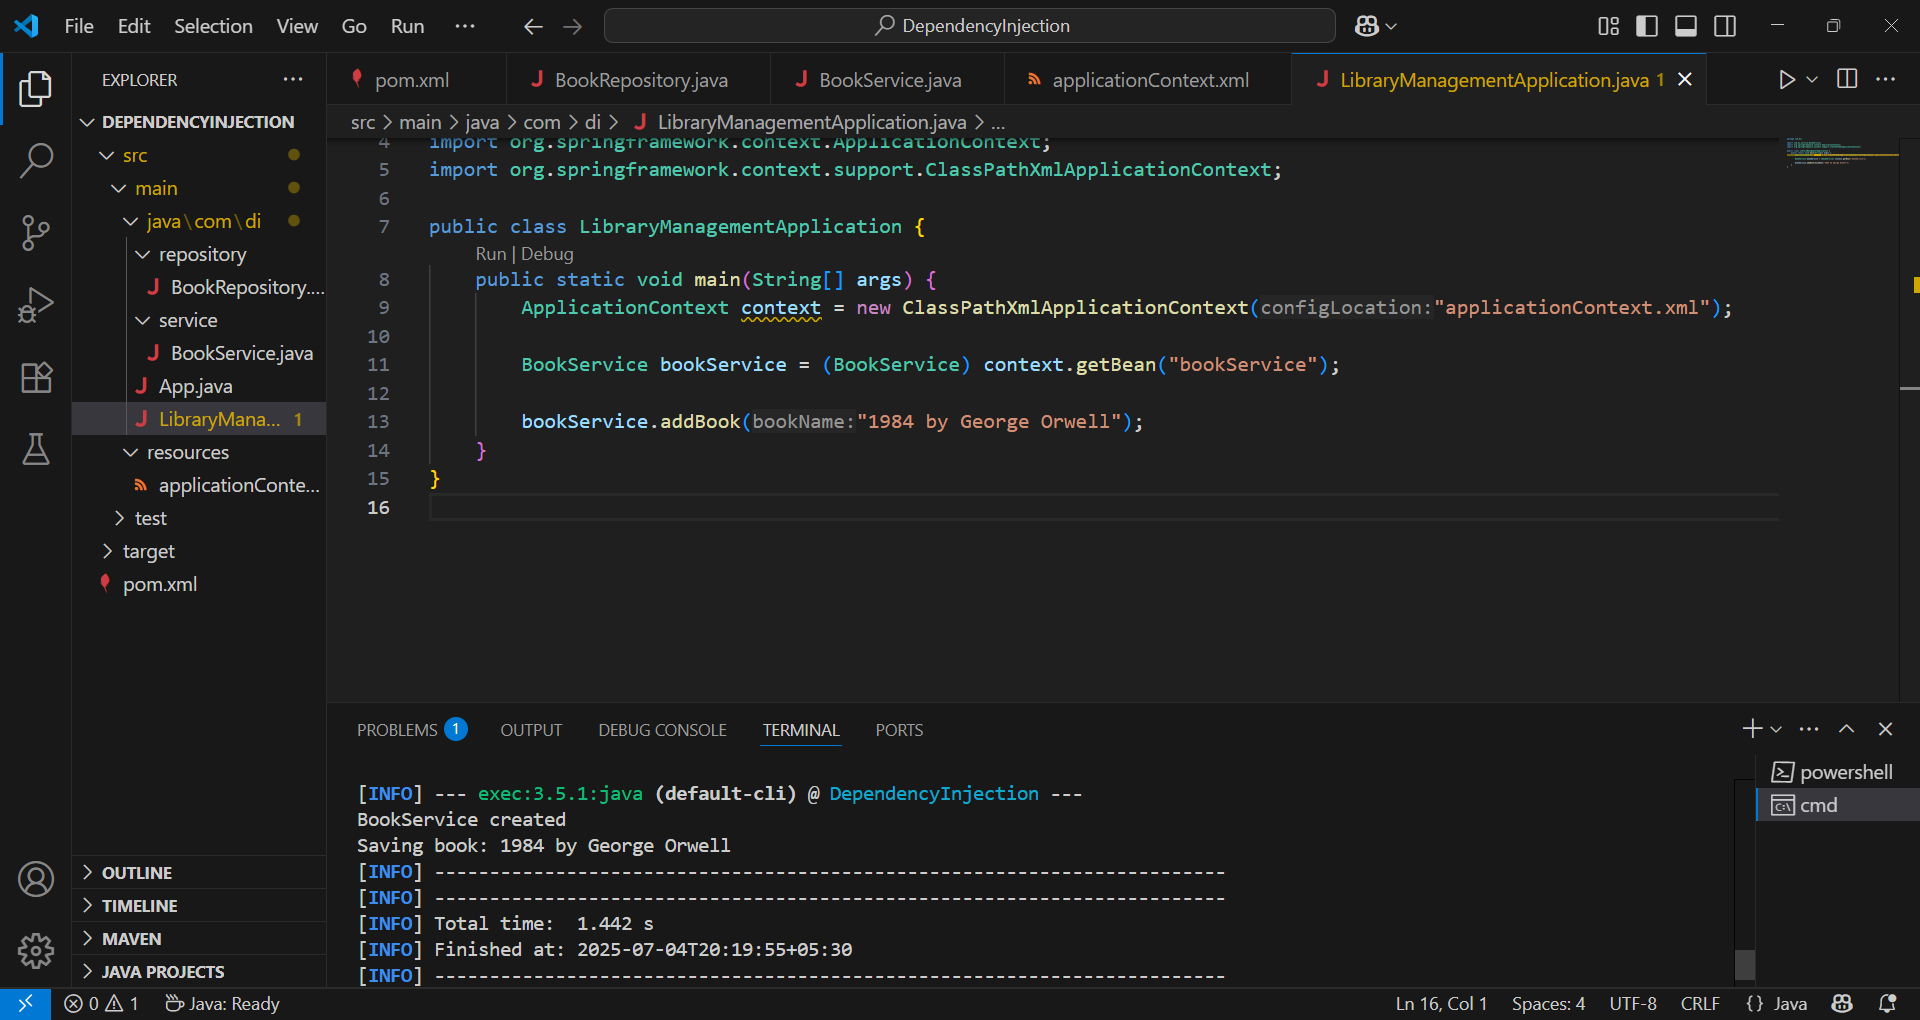 File Edit Selection View Go Run ··· DependencyInjection
EXPLORER ···
DEPENDENCYINJECTION
src
main
java\com\di
repository
BookRepository....
service
BookService.java
App.java
LibraryMana... 1
resources
applicationConte...
test
target
pom.xml
OUTLINE
TIMELINE
MAVEN
JAVA PROJECTS
pom.xml BookRepository.java BookService.java applicationContext.xml LibraryManagementApplication.java 1
src > main > java > com > di > LibraryManagementApplication.java > ...
4 import org.springframework.context.ApplicationContext;
5 import org.springframework.context.support.ClassPathXmlApplicationContext;
6
7 public class LibraryManagementApplication {
Run | Debug
8 public static void main(String[] args) {
9 ApplicationContext context = new ClassPathXmlApplicationContext(configLocation:"applicationContext.xml");
10
11 BookService bookService = (BookService) context.getBean("bookService");
12
13 bookService.addBook(bookName:"1984 by George Orwell");
14 }
15 }
16
PROBLEMS 1 OUTPUT DEBUG CONSOLE TERMINAL PORTS
[INFO] --- exec:3.5.1:java (default-cli) @ DependencyInjection ---
BookService created
Saving book: 1984 by George Orwell
[INFO] ------------------------------------------------------------------------
[INFO] ------------------------------------------------------------------------
[INFO] Total time:  1.442 s
[INFO] Finished at: 2025-07-04T20:19:55+05:30
[INFO] ------------------------------------------------------------------------
powershell
cmd
0 1 Java: Ready Ln 16, Col 1 Spaces: 4 UTF-8 CRLF {} Java